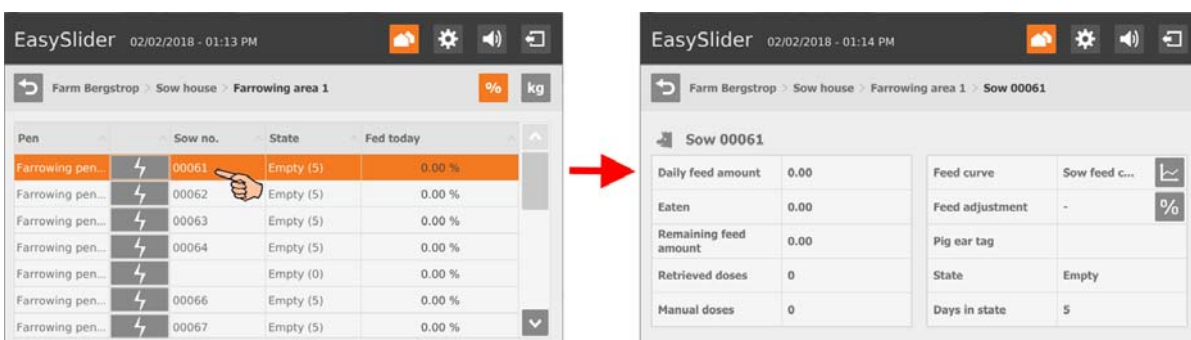 EasySlider 02/02/2018 - 01:13 PM
Farm Bergstrop > Sow house > Farrowing area 1 % kg
Pen Sow no. State Fed today
Farrowing pen... 00061 Empty (5) 0.00 %
Farrowing pen... 00062 Empty (5) 0.00 %
Farrowing pen... 00063 Empty (5) 0.00 %
Farrowing pen... 00064 Empty (5) 0.00 %
Farrowing pen... Empty (0) 0.00 %
Farrowing pen... 00066 Empty (5) 0.00 %
Farrowing pen... 00067 Empty (5) 0.00 %
EasySlider 02/02/2018 - 01:14 PM
Farm Bergstrop > Sow house > Farrowing area 1 > Sow 00061
Sow 00061
Daily feed amount 0.00
Eaten 0.00
Remaining feed
amount 0.00
Retrieved doses 0
Manual doses 0
Feed curve Sow feed c...
Feed adjustment - %
Pig ear tag
State Empty
Days in state 5